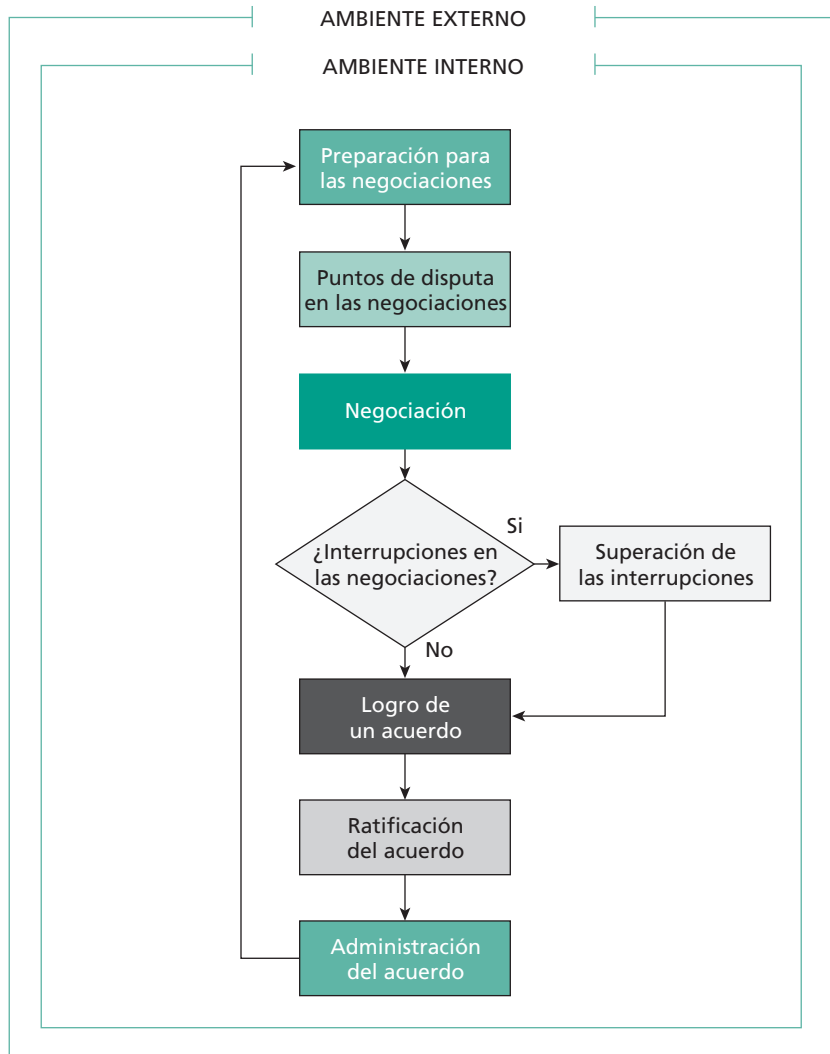 AMBIENTE EXTERNO
AMBIENTE INTERNO
Preparación para
las negociaciones
Puntos de disputa
en las negociaciones
Negociación
¿Interrupciones en
las negociaciones?
Si
Superación de
las interrupciones
No
Logro de
un acuerdo
Ratificación
del acuerdo
Administración
del acuerdo